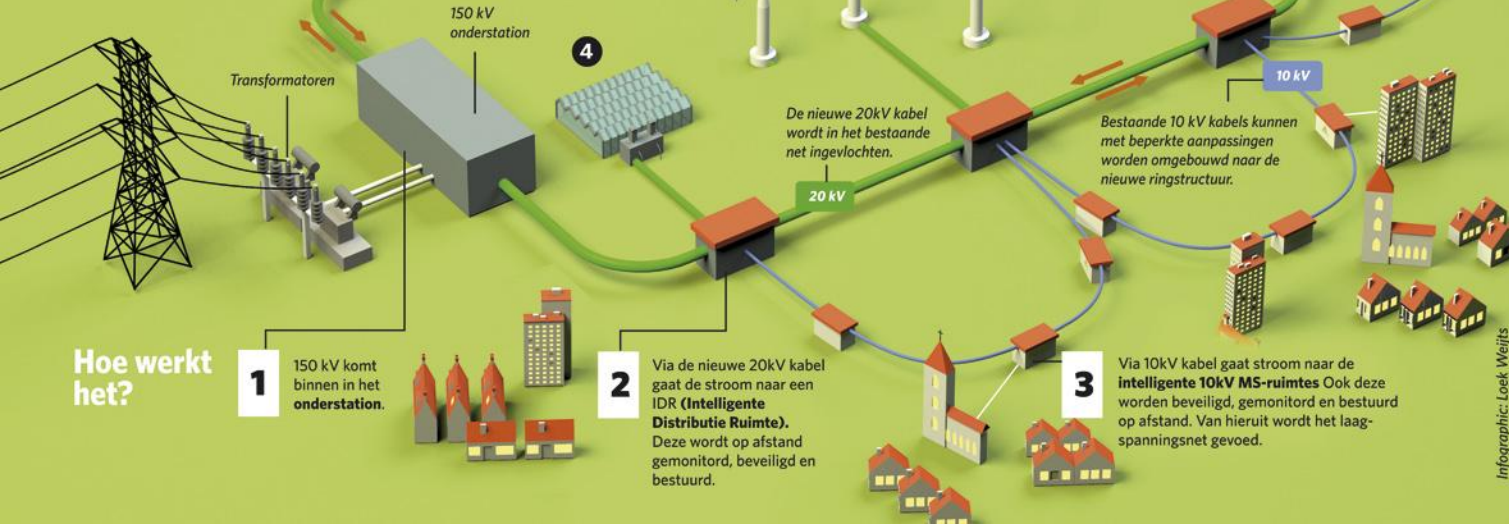 150 kV
onderstation
4
Transformatoren
10 kV
De nieuwe 20kV kabel
wordt in het bestaande
net ingevlochten.
Bestaande 10 kV kabels kunnen
met beperkte aanpassingen
worden omgebouwd naar de
nieuwe ringstructuur.
20 kV
Hoe werkt
het?
1
150 kV komt
binnen in het
onderstation.
2
Via de nieuwe 20kV kabel
gaat de stroom naar een
IDR (Intelligente
Distributie Ruimte).
Deze wordt op afstand
gemonitord, beveiligd en
bestuurd.
3
Via 10kV kabel gaat stroom naar de
intelligente 10kV MS-ruimtes Ook deze
worden beveiligd, gemonitord en bestuurd
op afstand. Van hieruit wordt het laag-
spanningsnet gevoed.
Infographic: Loek Weijts